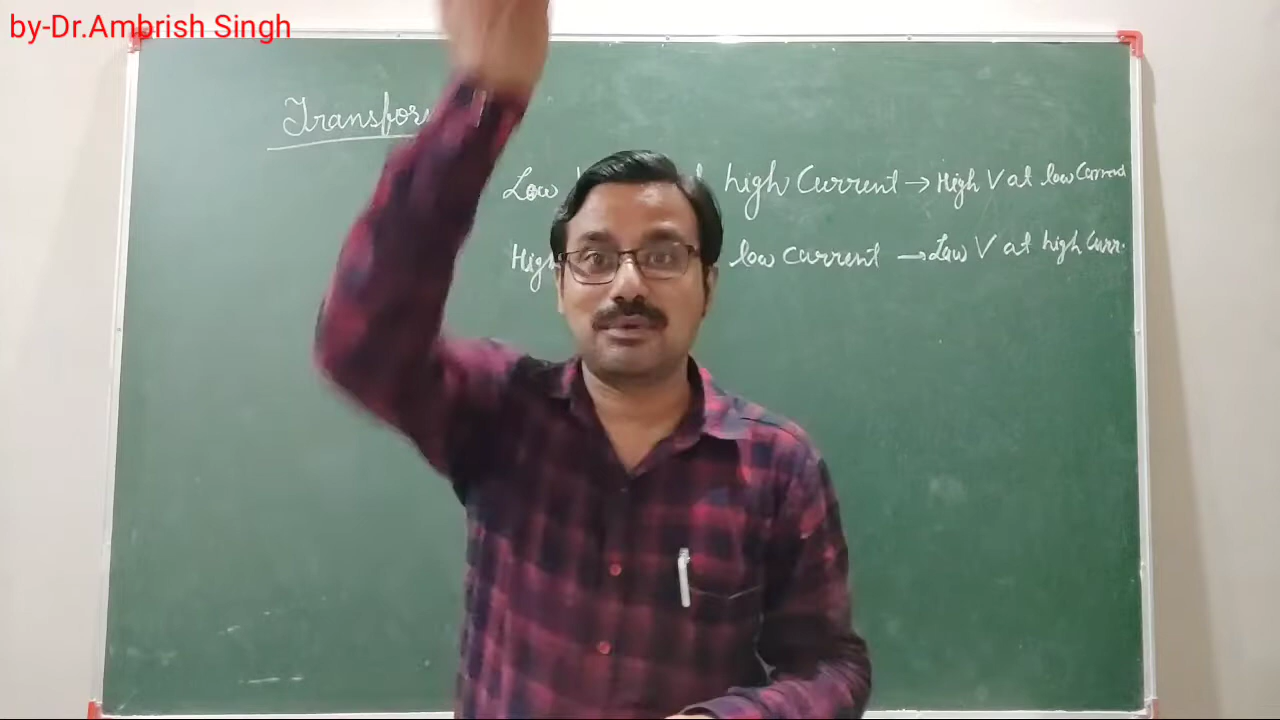 by-Dr.Ambrish Singh
Transfor
Low high Current → High V at low Current
High low current → Low V at high Curr.